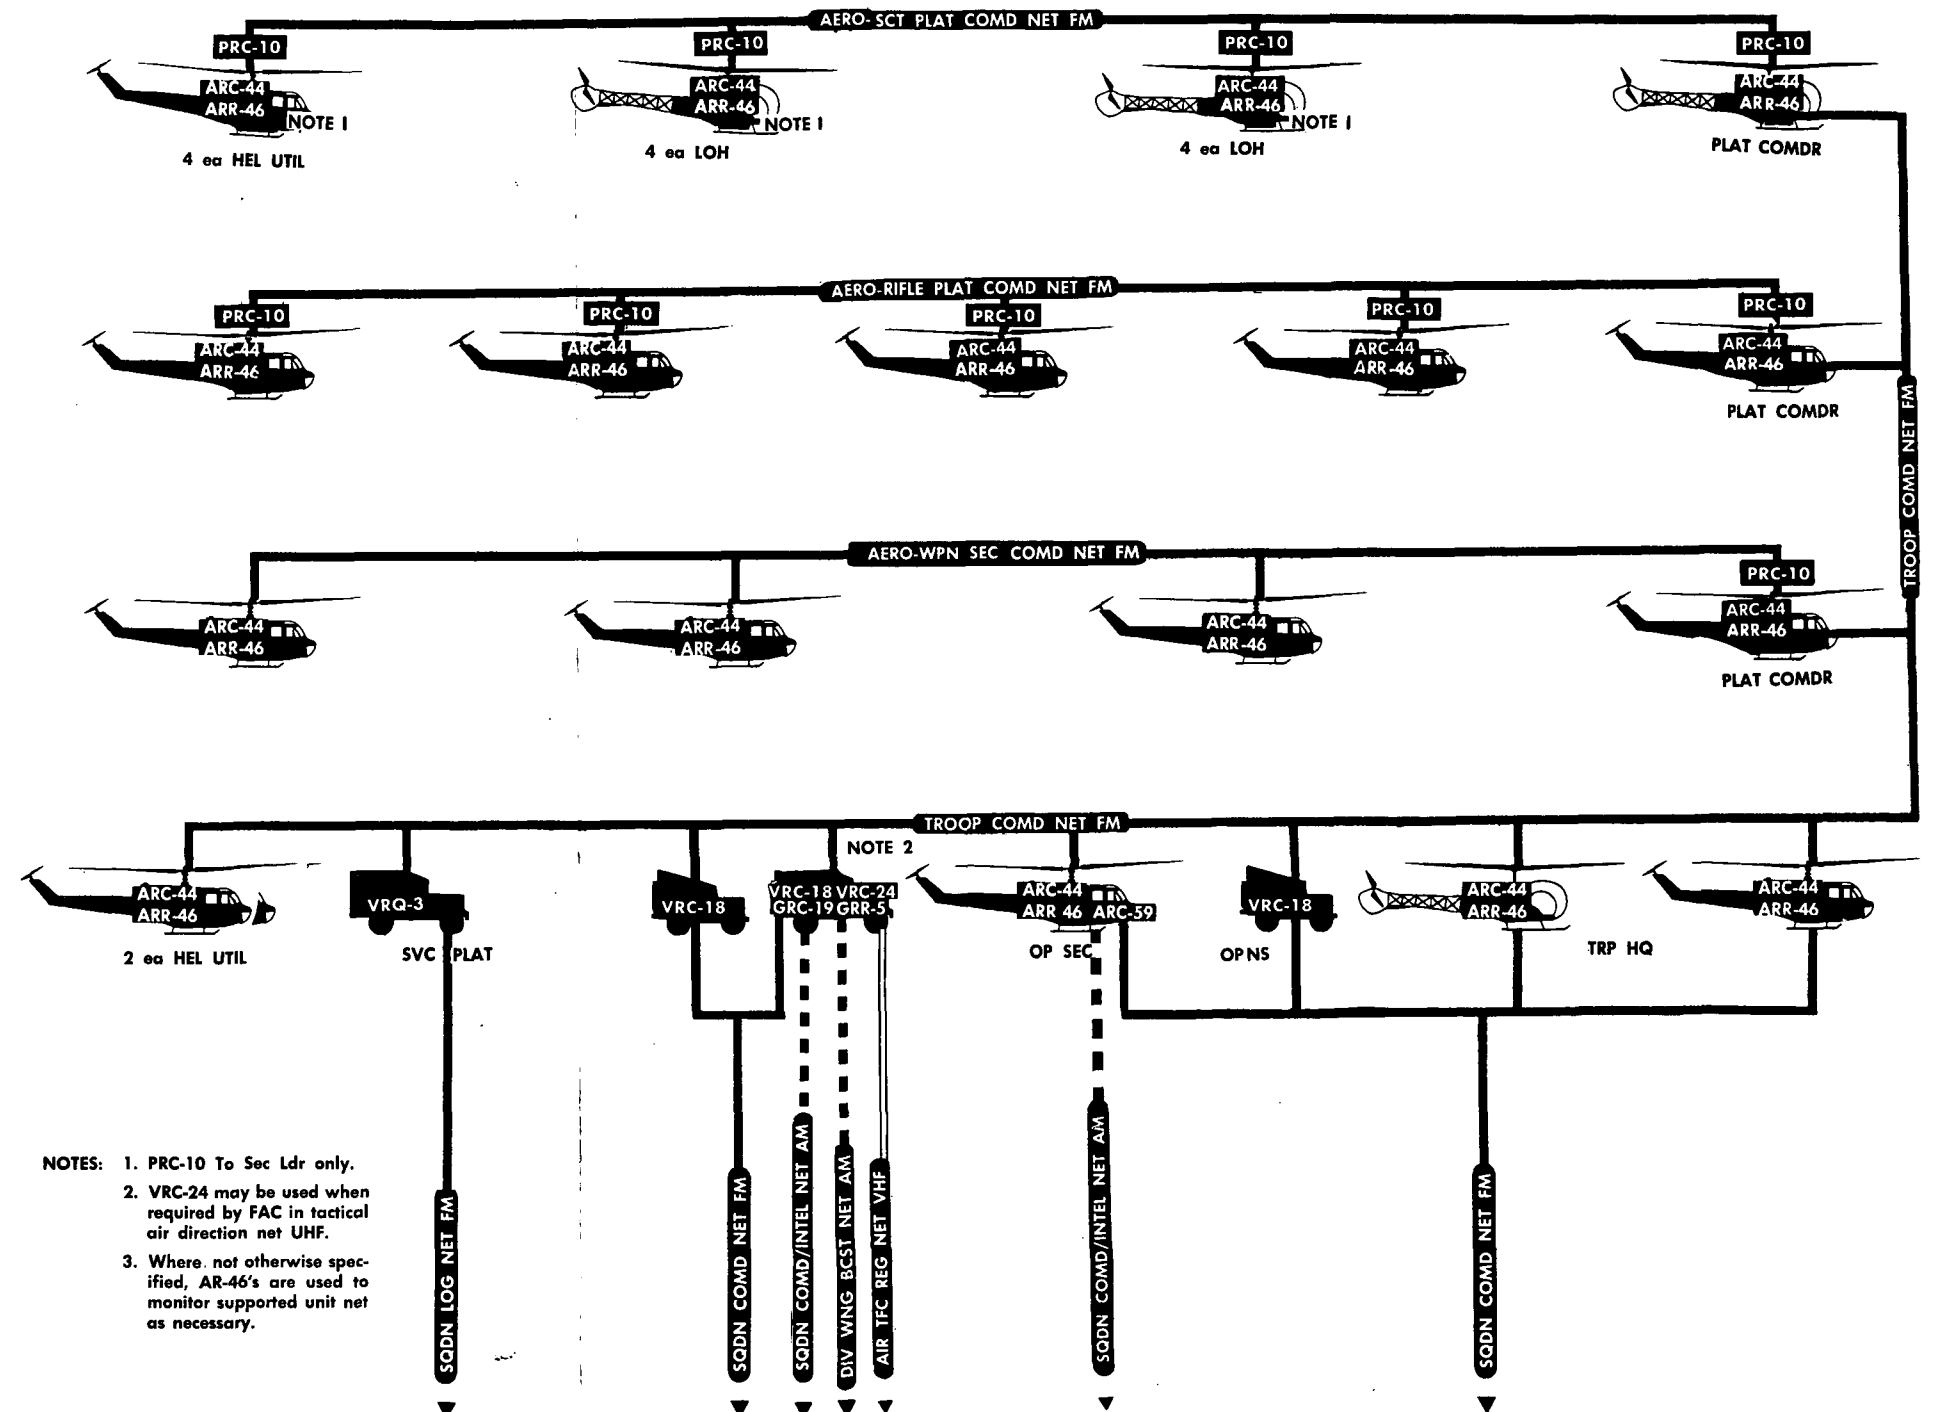 AERO-SCT PLAT COMD NET FM
PRC-10
PRC-10
PRC-10
PRC-10
ARC-44
ARR-46
NOTE 1
ARC-44
ARR-46
NOTE 1
ARC-44
ARR-46
NOTE 1
ARC-44
ARR-46
4 ea HEL UTIL
4 ea LOH
4 ea LOH
PLAT COMDR
AERO-RIFLE PLAT COMD NET FM
PRC-10
PRC-10
PRC-10
PRC-10
PRC-10
ARC-44
ARR-46
ARC-44
ARR-46
ARC-44
ARR-46
ARC-44
ARR-46
ARC-44
ARR-46
PLAT COMDR
TROOP COMD NET FM
AERO-WPN SEC COMD NET FM
PRC-10
ARC-44
ARR-46
ARC-44
ARR-46
ARC-44
ARR-46
ARC-44
ARR-46
PLAT COMDR
TROOP COMD NET FM
NOTE 2
ARC-44
ARR-46
VRQ-3
VRC-18
VRC-18 VRC-24
GRC-19 GRR-5
ARC-44
ARR 46 ARC-59
VRC-18
ARC-44
ARR-46
ARC-44
ARR-46
2 ea HEL UTIL
SVC PLAT
OP SEC
OPNS
TRP HQ
NOTES: 1. PRC-10 To Sec Ldr only.
2. VRC-24 may be used when
required by FAC in tactical
air direction net UHF.
3. Where not otherwise spec-
ified, AR-46's are used to
monitor supported unit net
as necessary.
SQDN LOG NET FM
SQDN COMD NET FM
SQDN COMD/INTEL NET AM
DIV WNG BCST NET AM
AIR TFC REG NET VHF
SQDN COMD/INTEL NET AM
SQDN COMD NET FM